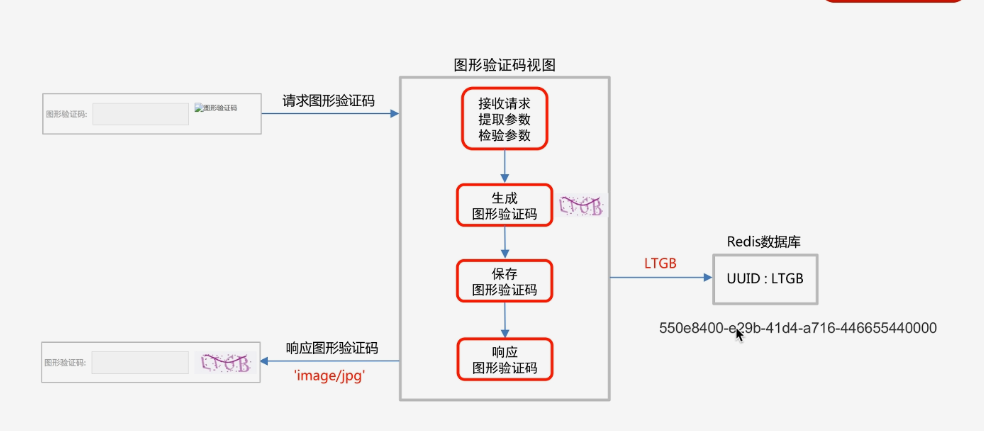 图形验证码视图
图形验证码:
图形验证码
请求图形验证码
接收请求
提取参数
检验参数
生成
图形验证码
LTGB
保存
图形验证码
LTGB
Redis数据库
UUID : LTGB
550e8400-e29b-41d4-a716-446655440000
响应
图形验证码
图形验证码:
LTGB
响应图形验证码
'image/jpg'